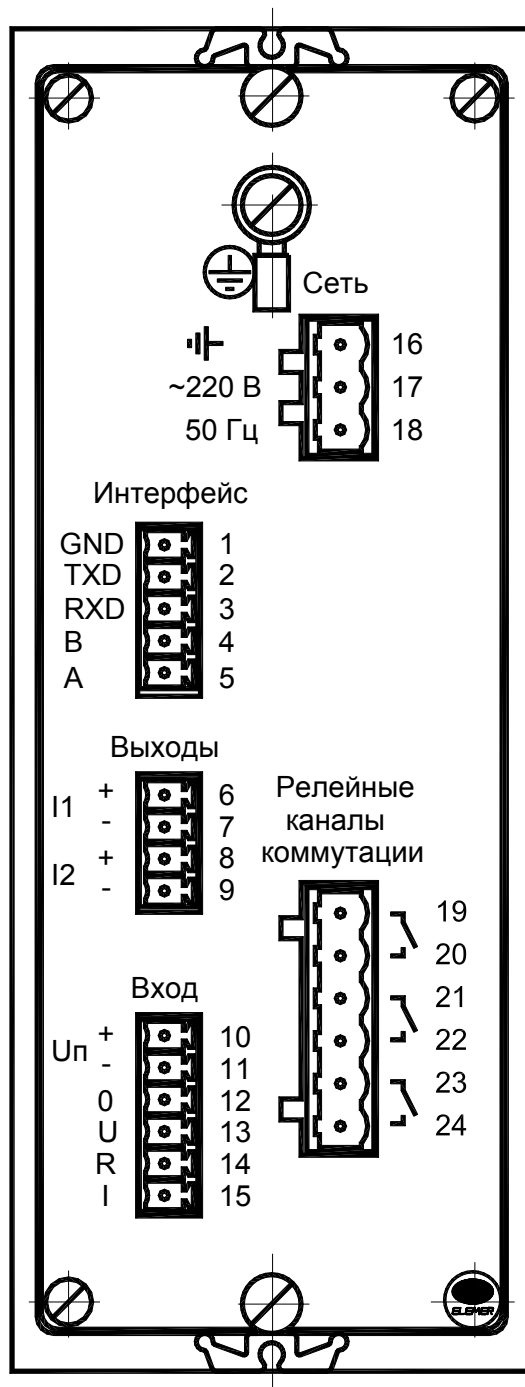 Сеть
16
~220 В 17
50 Гц 18
Интерфейс
GND 1
TXD 2
RXD 3
B 4
A 5
Выходы
I1 + 6
- 7
I2 + 8
- 9
Релейные
каналы
коммутации
19
20
21
22
23
24
Вход
Uп + 10
- 11
0 12
U 13
R 14
I 15
ELEMER